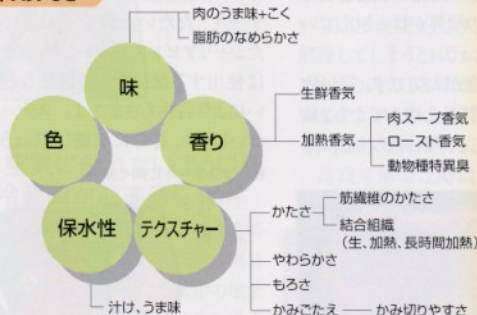 肉のうま味+こく
脂肪のなめらかさ
味
色
香り
生鮮香気
加熱香気
肉スープ香気
ロースト香気
動物種特異臭
保水性
テクスチャー
かたさ
筋繊維のかたさ
結合組織
(生、加熱、長時間加熱)
やわらかさ
もろさ
かみごたえ
かみ切りやすさ
汁け、うま味